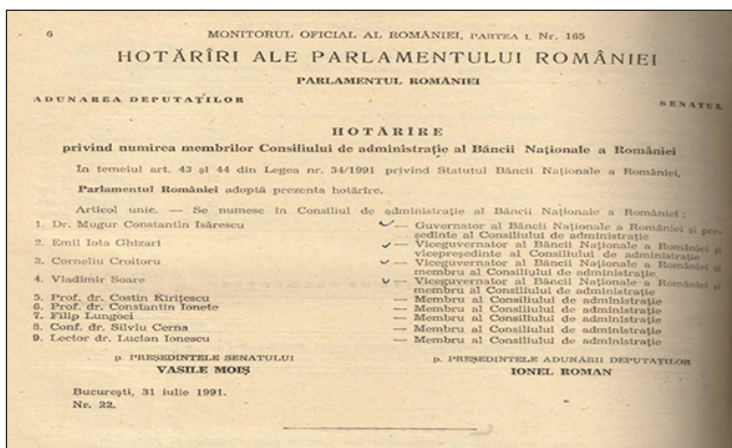 6 MONITORUL OFICIAL AL ROMÂNIEI, PARTEA I, Nr. 165
HOTĂRÎRI ALE PARLAMENTULUI ROMÂNIEI
PARLAMENTUL ROMÂNIEI
ADUNAREA DEPUTAȚILOR SENATUL
HOTĂRÎRE
privind numirea membrilor Consiliului de administrație al Băncii Naționale a României
În temeiul art. 43 și 44 din Legea nr. 34/1991 privind Statutul Băncii Naționale a României,
Parlamentul României adoptă prezenta hotărîre.
Articol unic. — Se numesc în Consiliul de administrație al Băncii Naționale a României :
1. Dr. Mugur Constantin Isărescu — Guvernator al Băncii Naționale a României și pre-
ședinte al Consiliului de administrație
2. Emil Iota Ghizari — Viceguvernator al Băncii Naționale a României și
vicepreședinte al Consiliului de administrație
3. Corneliu Croitoru — Viceguvernator al Băncii Naționale a României și
membru al Consiliului de administrație
4. Vladimir Soare — Viceguvernator al Băncii Naționale a României și
membru al Consiliului de administrație
5. Prof. dr. Costin Kirițescu — Membru al Consiliului de administrație
6. Prof. dr. Constantin Ionete — Membru al Consiliului de administrație
7. Filip Lungoci — Membru al Consiliului de administrație
8. Conf. dr. Silviu Cerna — Membru al Consiliului de administrație
9. Lector dr. Lucian Ionescu — Membru al Consiliului de administrație
p. PREȘEDINTELE SENATULUI p. PREȘEDINTELE ADUNĂRII DEPUTAȚILOR
VASILE MOIȘ IONEL ROMAN
București, 31 iulie 1991.
Nr. 22.